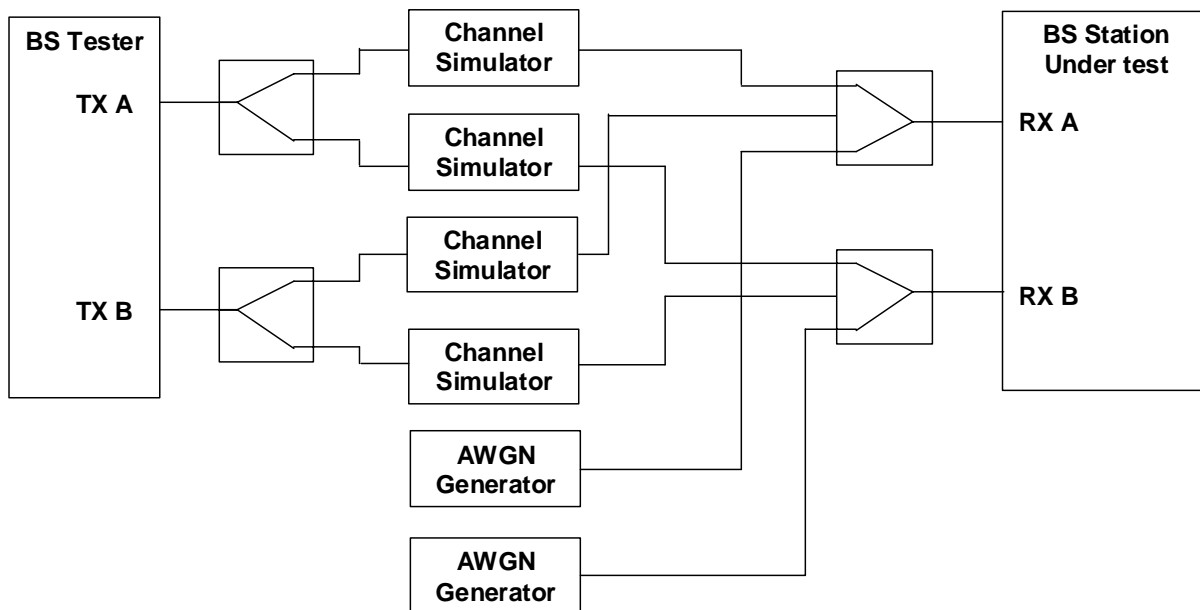 BS Tester
TX A
TX B
Channel
Simulator
Channel
Simulator
Channel
Simulator
Channel
Simulator
AWGN
Generator
AWGN
Generator
BS Station
Under test
RX A
RX B